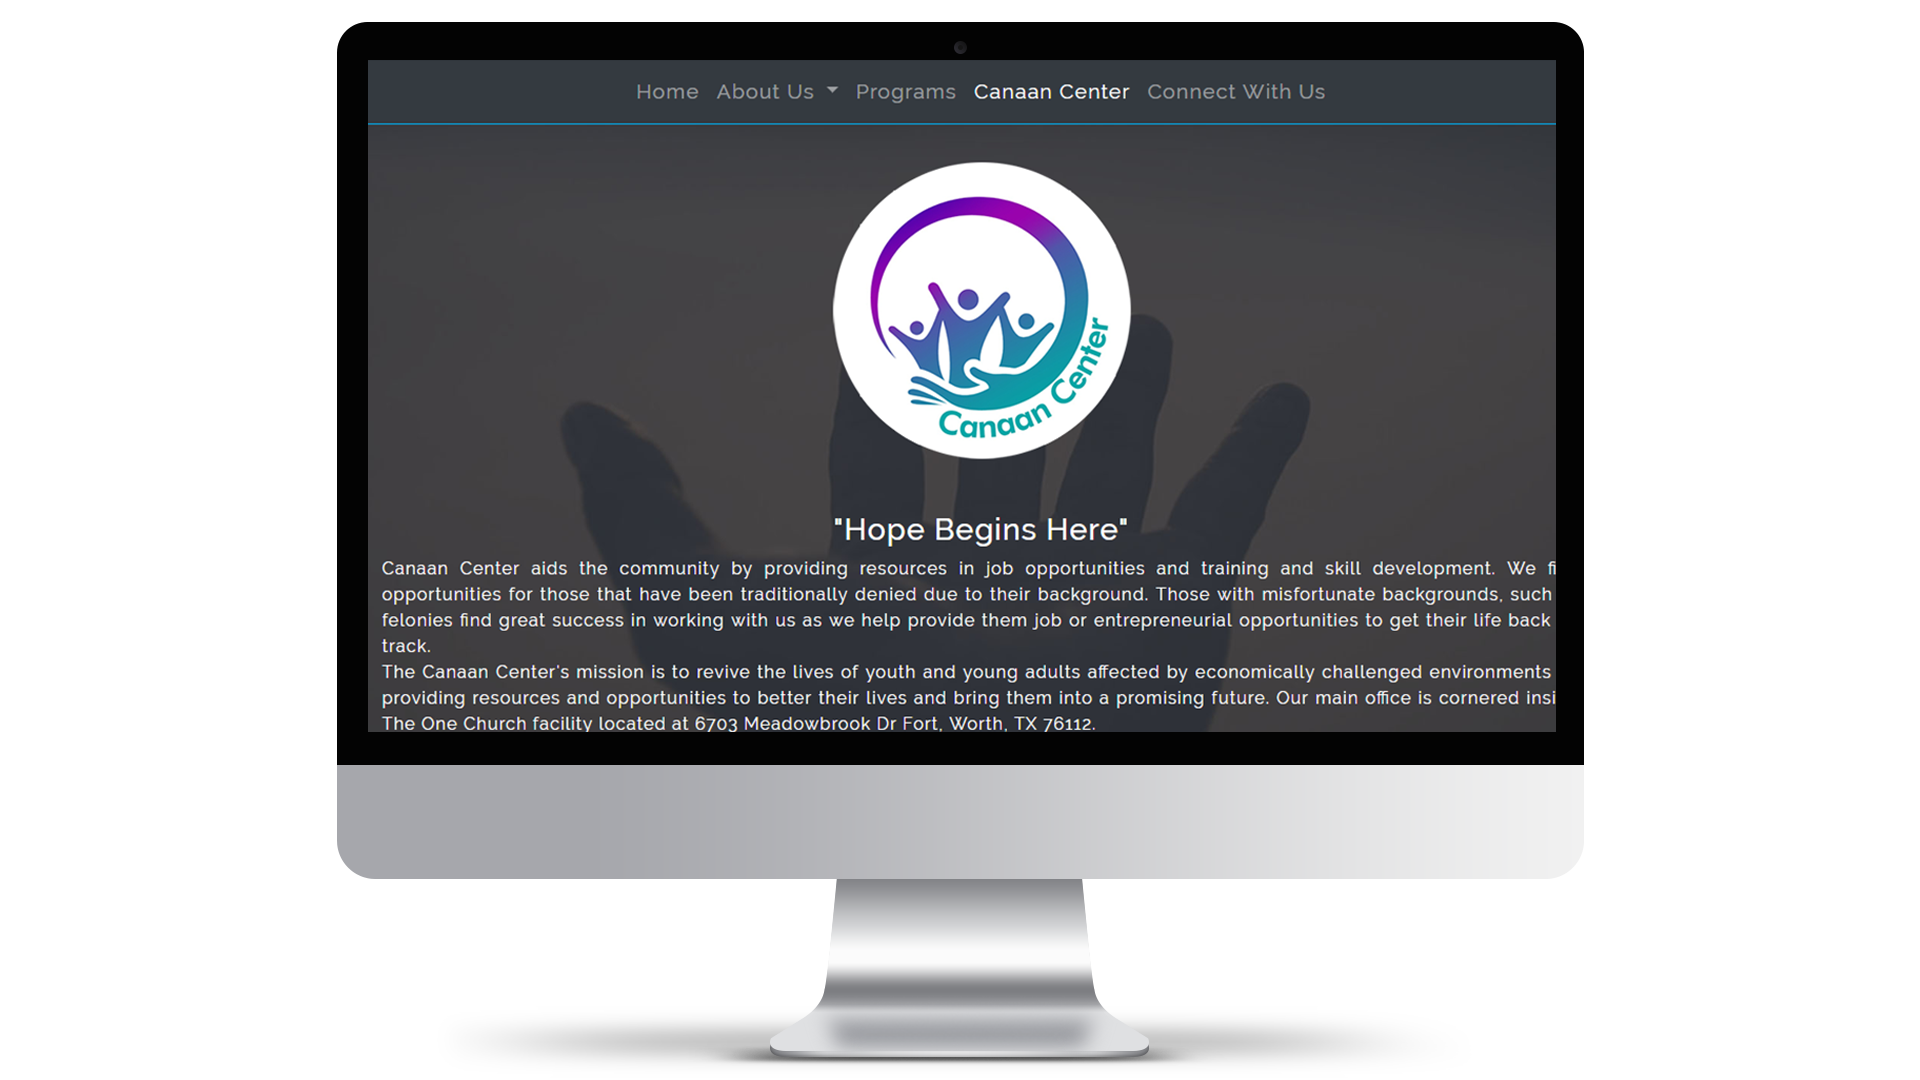 Home About Us Programs Canaan Center Connect With Us
Canaan Center
"Hope Begins Here"
Canaan Center aids the community by providing resources in job opportunities and training and skill development. We fi
opportunities for those that have been traditionally denied due to their background. Those with misfortunate backgrounds, such
felonies find great success in working with us as we help provide them job or entrepreneurial opportunities to get their life back
track.
The Canaan Center's mission is to revive the lives of youth and young adults affected by economically challenged environments
providing resources and opportunities to better their lives and bring them into a promising future. Our main office is cornered insi
The One Church facility located at 6703 Meadowbrook Dr Fort, Worth, TX 76112.